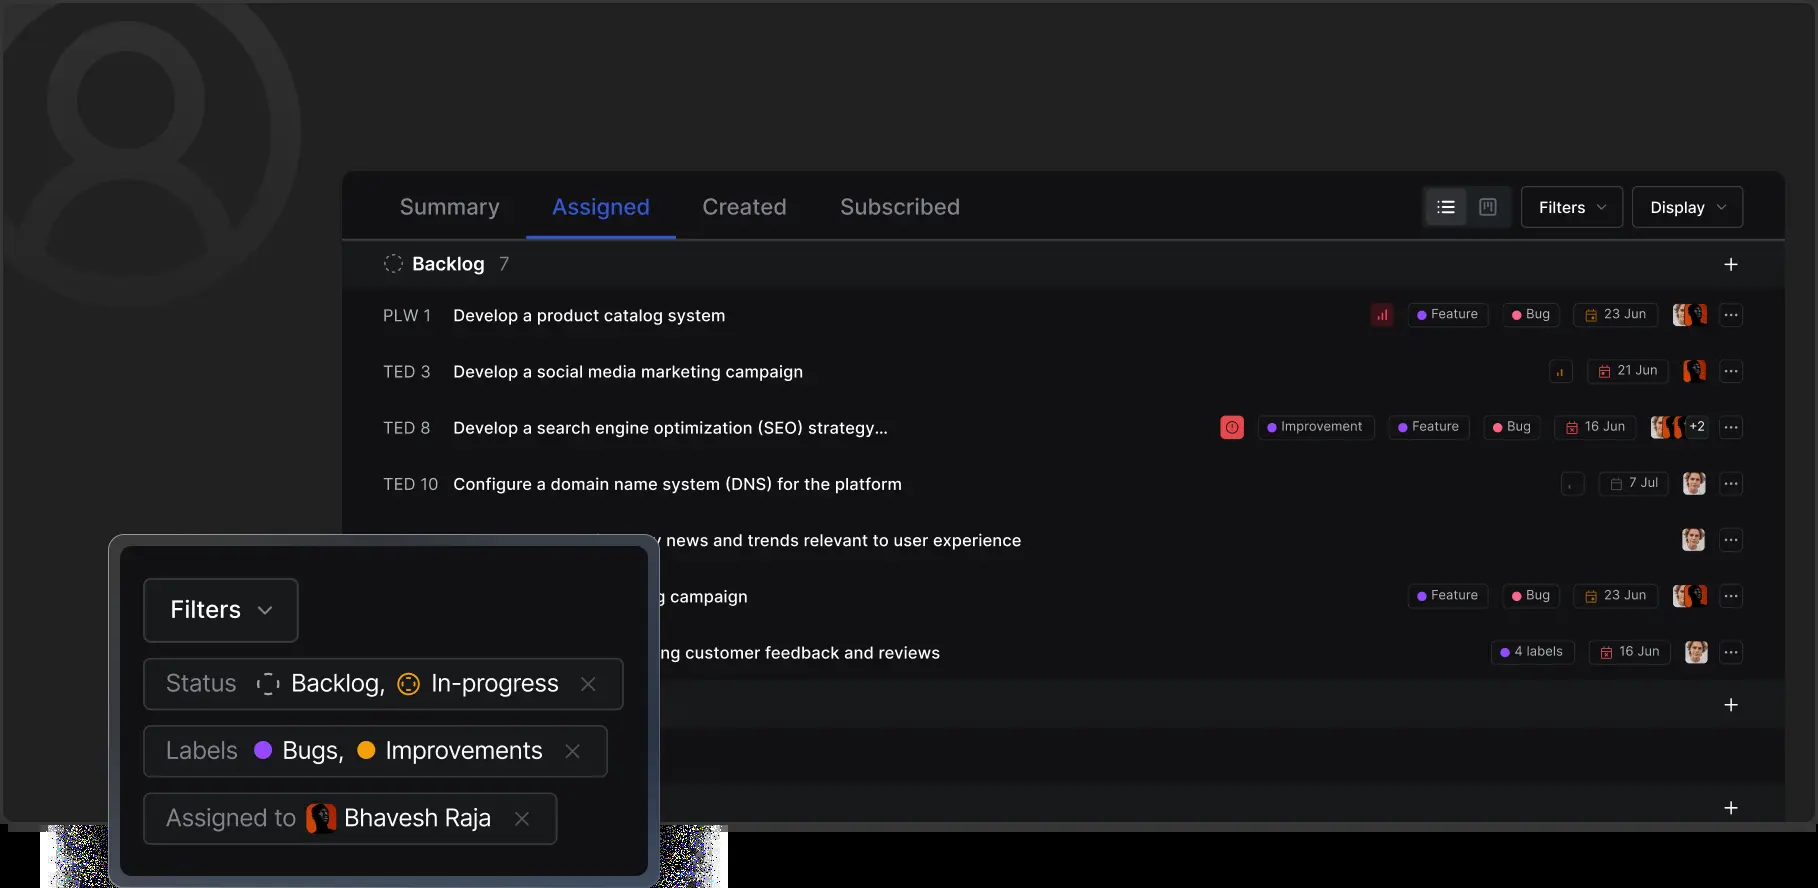 Summary Assigned Created Subscribed Filters Display
Backlog 7
PLW 1 Develop a product catalog system Feature Bug 23 Jun
TED 3 Develop a social media marketing campaign 21 Jun
TED 8 Develop a search engine optimization (SEO) strategy... Improvement Feature Bug 16 Jun +2
TED 10 Configure a domain name system (DNS) for the platform 7 Jul
news and trends relevant to user experience
campaign Feature Bug 23 Jun
ng customer feedback and reviews 4 labels 16 Jun
Filters
Status Backlog, In-progress
Labels Bugs, Improvements
Assigned to Bhavesh Raja